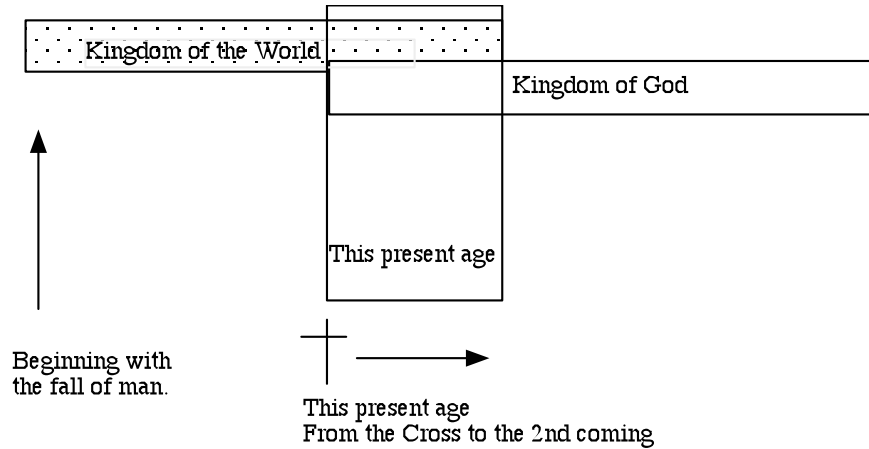 Kingdom of the World
Kingdom of God
This present age
Beginning with
the fall of man.
This present age
From the Cross to the 2nd coming